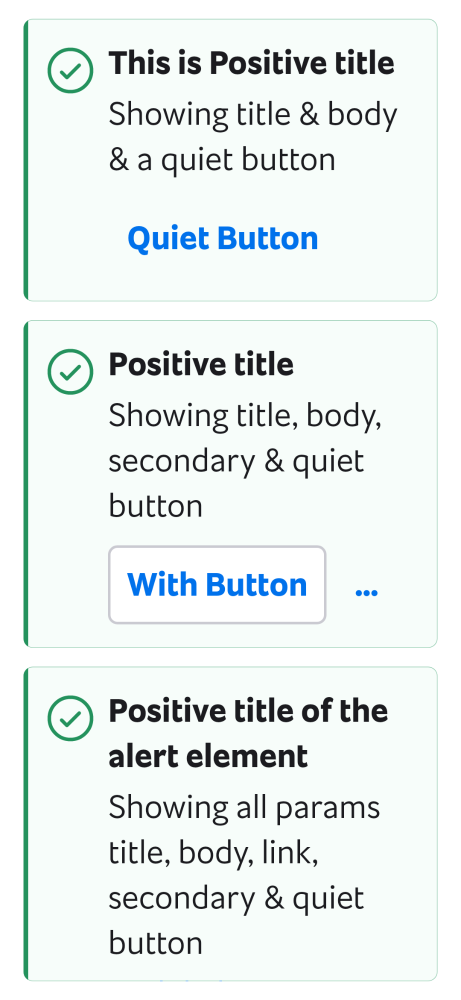 This is Positive title
Showing title & body
& a quiet button
Quiet Button
Positive title
Showing title, body,
secondary & quiet
button
With Button
...
Positive title of the
alert element
Showing all params
title, body, link,
secondary & quiet
button